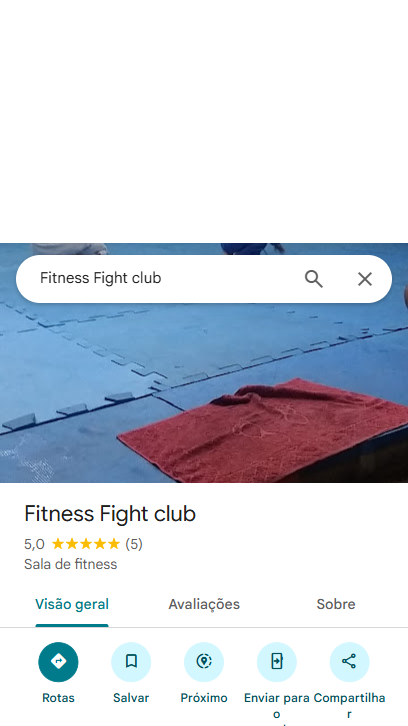 Fitness Fight club
Fitness Fight club
5,0 (5)
Sala de fitness
Visão geral Avaliações Sobre
Rotas Salvar Próximo Enviar para o Compartilhar